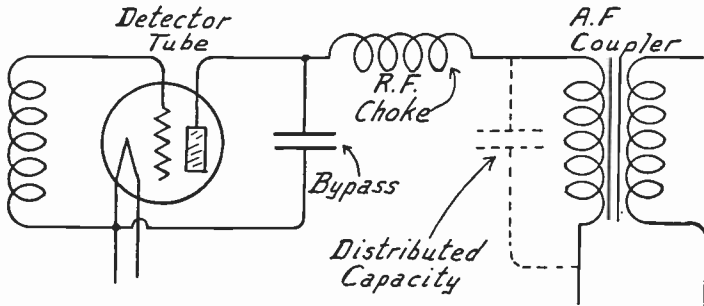 Detector
Tube
A.F
Coupler
R.F.
Choke
Bypass
Distributed
Capacity